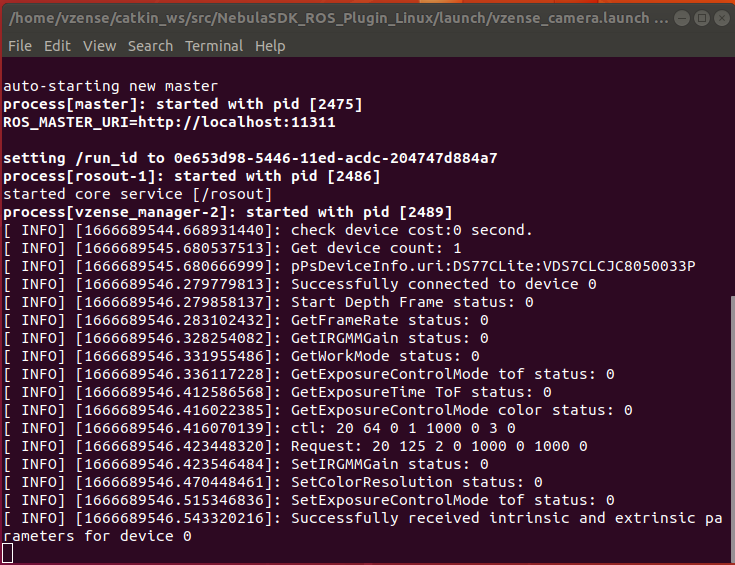 /home/vzense/catkin_ws/src/NebulaSDK_ROS_Plugin_Linux/launch/vzense_camera.launch ...
File Edit View Search Terminal Help
auto-starting new master
process[master]: started with pid [2475]
ROS_MASTER_URI=http://localhost:11311
setting /run_id to 0e653d98-5446-11ed-acdc-204747d884a7
process[rosout-1]: started with pid [2486]
started core service [/rosout]
process[vzense_manager-2]: started with pid [2489]
[ INFO] [1666689544.668931440]: check device cost:0 second.
[ INFO] [1666689545.680537513]: Get device count: 1
[ INFO] [1666689545.680666999]: pPsDeviceInfo.uri:DS77CLite:VDS7CLCJC8050033P
[ INFO] [1666689546.279779813]: Successfully connected to device 0
[ INFO] [1666689546.279858137]: Start Depth Frame status: 0
[ INFO] [1666689546.283102432]: GetFrameRate status: 0
[ INFO] [1666689546.328254082]: GetIRGMMGain status: 0
[ INFO] [1666689546.331955486]: GetWorkMode status: 0
[ INFO] [1666689546.336117228]: GetExposureControlMode tof status: 0
[ INFO] [1666689546.412586568]: GetExposureTime ToF status: 0
[ INFO] [1666689546.416022385]: GetExposureControlMode color status: 0
[ INFO] [1666689546.416070139]: ctl: 20 64 0 1 1000 0 3 0
[ INFO] [1666689546.423448320]: Request: 20 125 2 0 1000 0 1000 0
[ INFO] [1666689546.423546484]: SetIRGMMGain status: 0
[ INFO] [1666689546.470448461]: SetColorResolution status: 0
[ INFO] [1666689546.515346836]: SetExposureControlMode tof status: 0
[ INFO] [1666689546.543320216]: Successfully received intrinsic and extrinsic pa
rameters for device 0